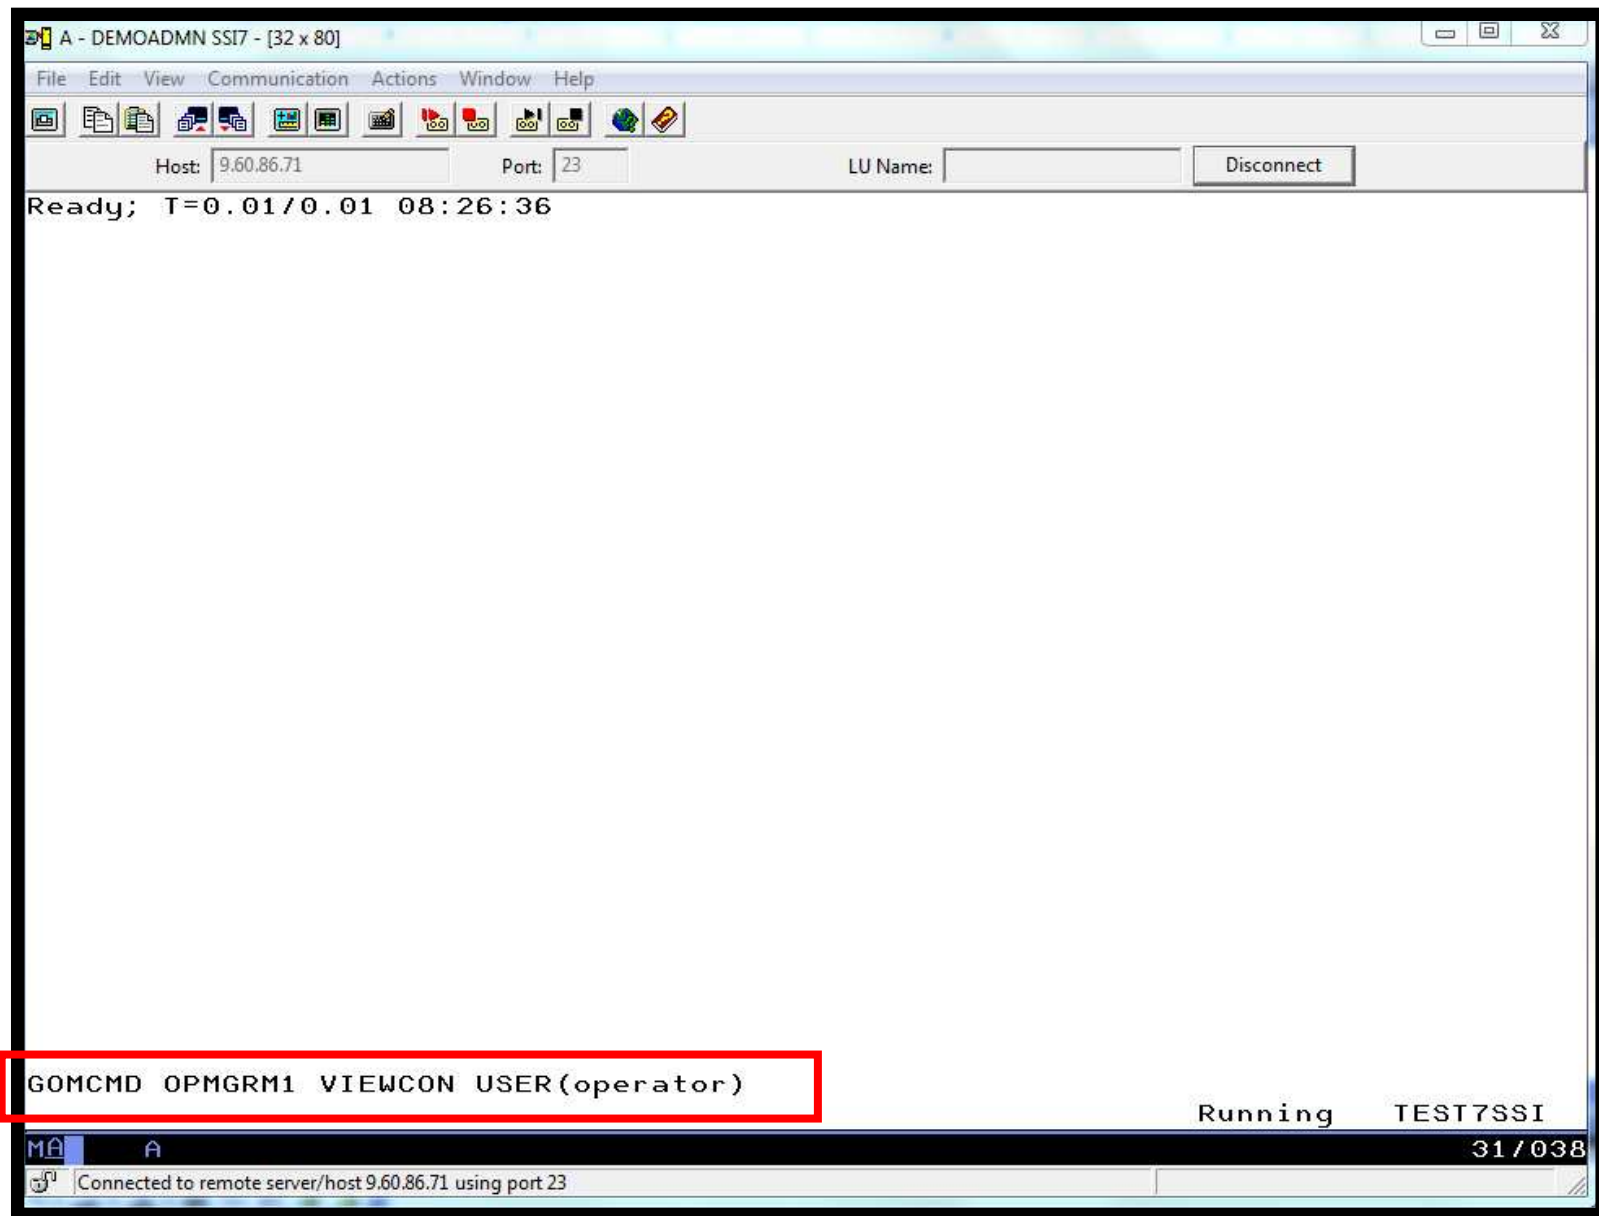 A - DEMOADMN SSI7 - [32 x 80]
File Edit View Communication Actions Window Help
Host: 9.60.86.71 Port: 23 LU Name: Disconnect
Ready; T=0.01/0.01 08:26:36
GOMCMD OPMGRM1 VIEWCON USER(operator)
Running TEST7SSI
MA A 31/038
Connected to remote server/host 9.60.86.71 using port 23